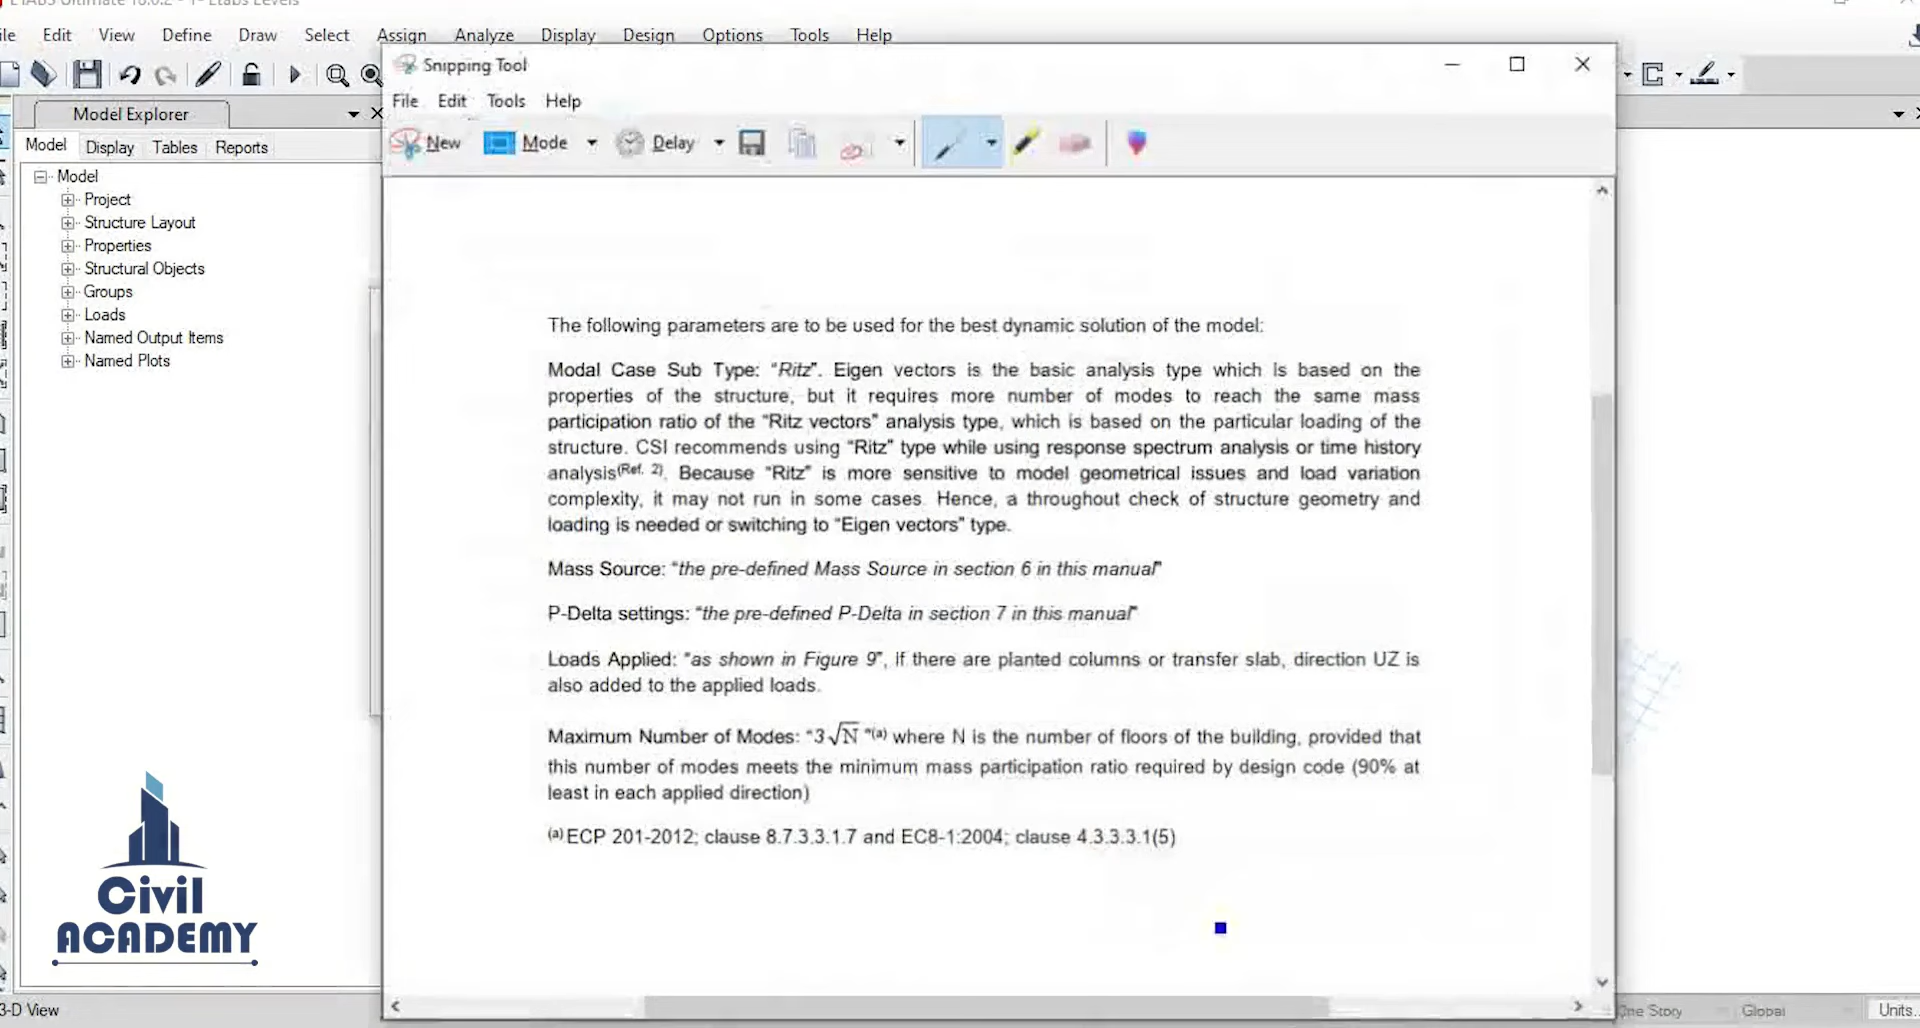 File Edit View Define Draw Select Assign Analyze Display Design Options Tools Help
Snipping Tool
File Edit Tools Help
New Mode Delay
Model Explorer
Model Display Tables Reports
Model
Project
Structure Layout
Properties
Structural Objects
Groups
Loads
Named Output Items
Named Plots
The following parameters are to be used for the best dynamic solution of the model:
Modal Case Sub Type: “Ritz”. Eigen vectors is the basic analysis type which is based on the
properties of the structure, but it requires more number of modes to reach the same mass
participation ratio of the “Ritz vectors” analysis type, which is based on the particular loading of the
structure. CSI recommends using “Ritz” type while using response spectrum analysis or time history
analysis(Ref. 2). Because “Ritz” is more sensitive to model geometrical issues and load variation
complexity, it may not run in some cases. Hence, a throughout check of structure geometry and
loading is needed or switching to “Eigen vectors” type.
Mass Source: “the pre-defined Mass Source in section 6 in this manual”
P-Delta settings: “the pre-defined P-Delta in section 7 in this manual”
Loads Applied: “as shown in Figure 9”, if there are planted columns or transfer slab, direction UZ is
also added to the applied loads.
Maximum Number of Modes: “3√N ”(a) where N is the number of floors of the building, provided that
this number of modes meets the minimum mass participation ratio required by design code (90% at
least in each applied direction)
(a) ECP 201-2012; clause 8.7.3.3.1.7 and EC8-1:2004; clause 4.3.3.3.1(5)
Civil
ACADEMY
3-D View
One Story Global Units...